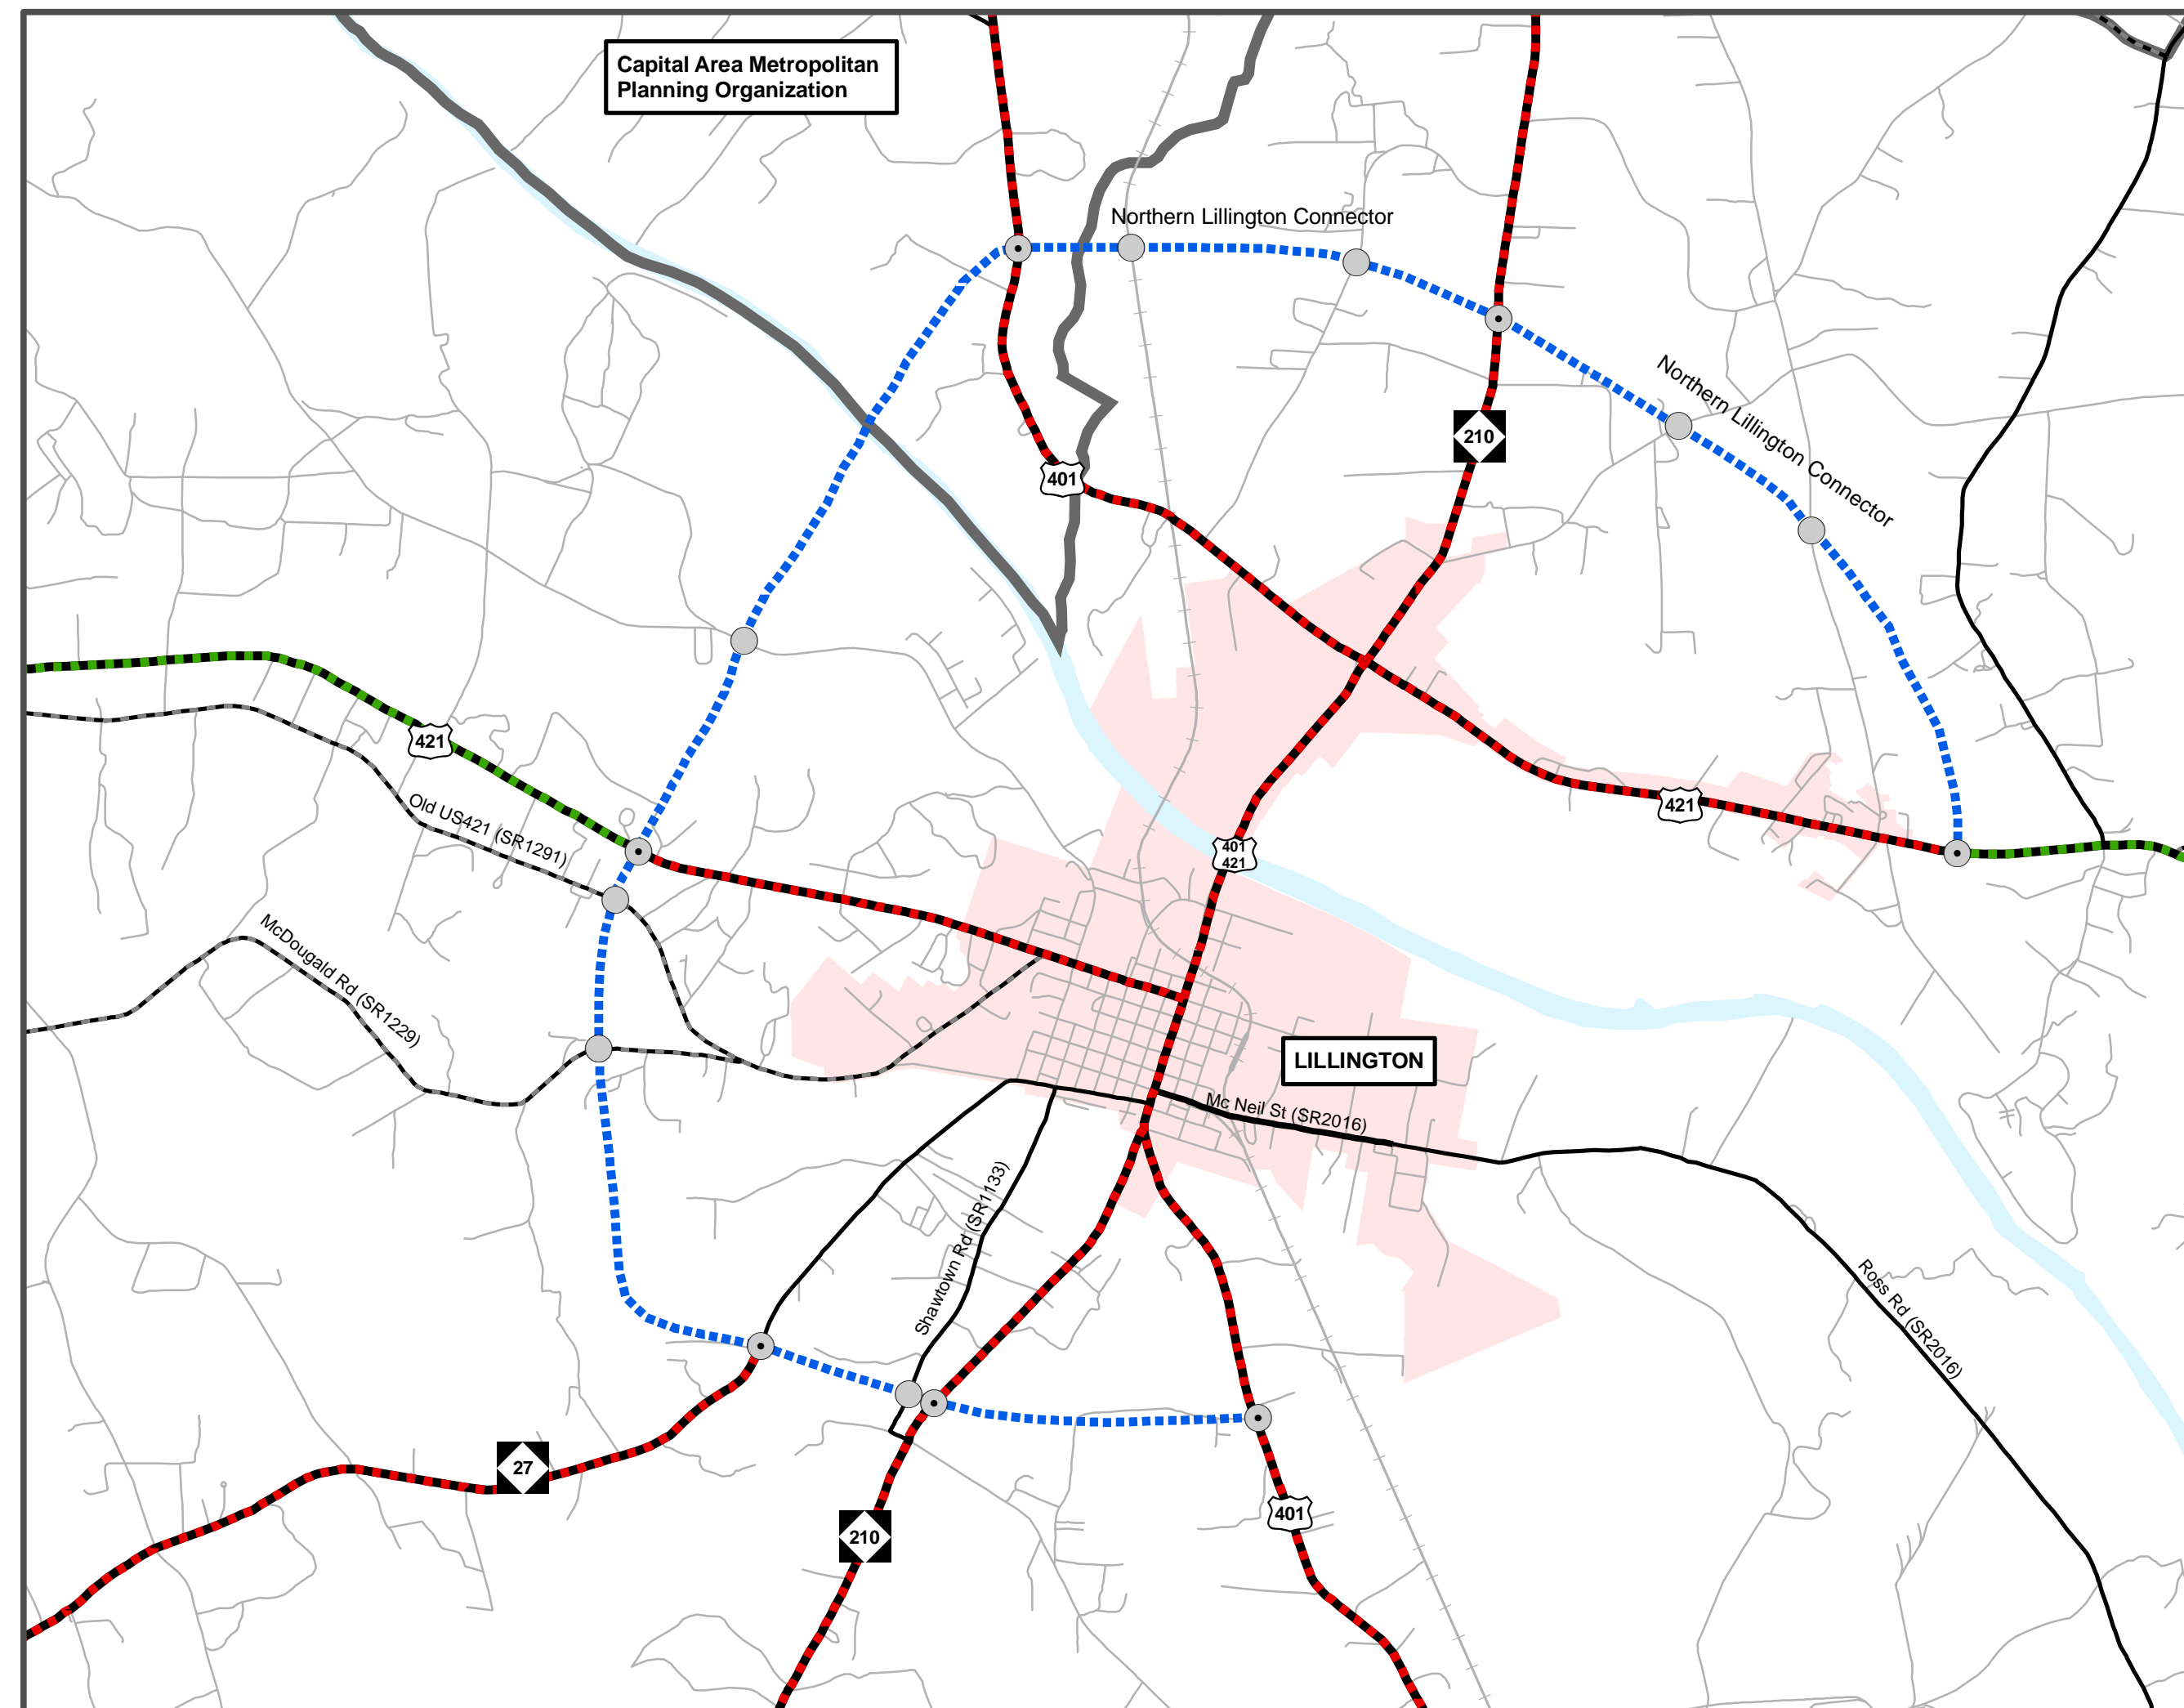 Capital Area Metropolitan
Planning Organization
Northern Lillington Connector
Northern Lillington Connector
210
401
421
421
Old US421 (SR1291)
401
421
McDougald Rd (SR1229)
LILLINGTON
Mc Neil St (SR2016)
Shawtown Rd (SR1133)
Ross Rd (SR2016)
27
401
210